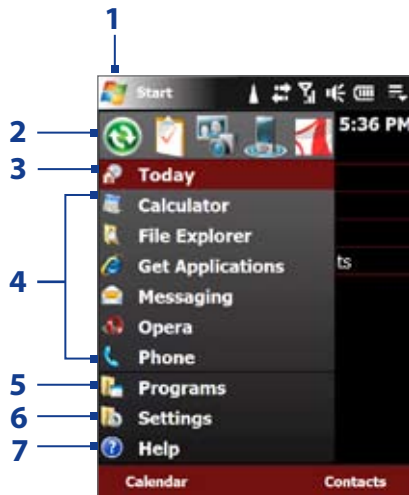 1
Start
2
5:36 PM
3
Today
Calculator
File Explorer
4
Get Applications
ts
Messaging
Opera
Phone
5
Programs
6
Settings
7
Help
Calendar
Contacts